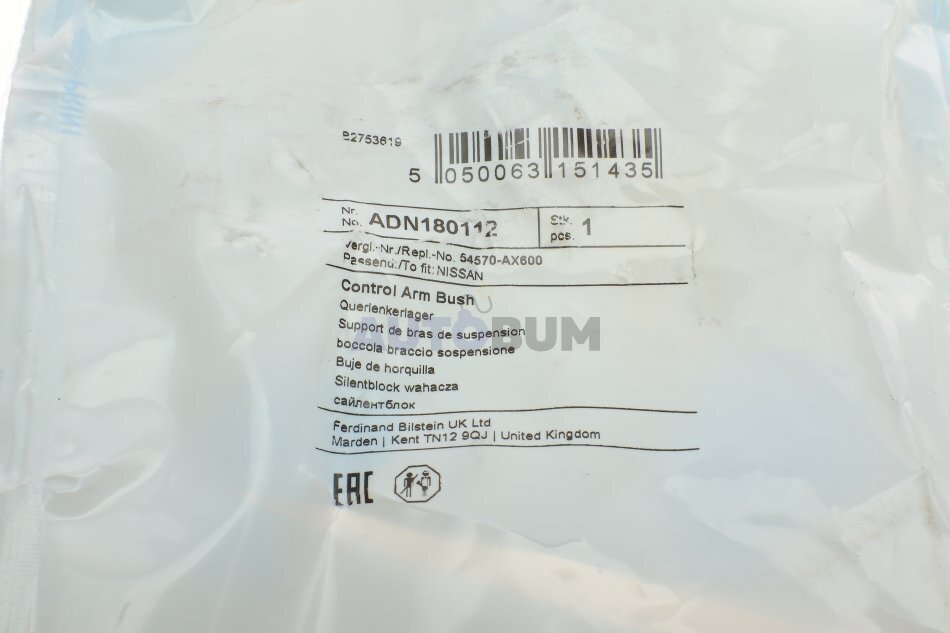 B2753619
5 050063 151435
Nr.
No. ADN180112
Stk.
pcs. 1
Vergl.-Nr./Repl.-No. 54570-AX600
Passend:/To fit: NISSAN
Control Arm Bush
Querlenkerlager
Support de bras de suspension
AUTOBUM
boccola braccio sospensione
Buje de horquilla
Silentblock wahacza
сайлентблок
Ferdinand Bilstein UK Ltd
Marden | Kent TN12 9QJ | United Kingdom
EAC